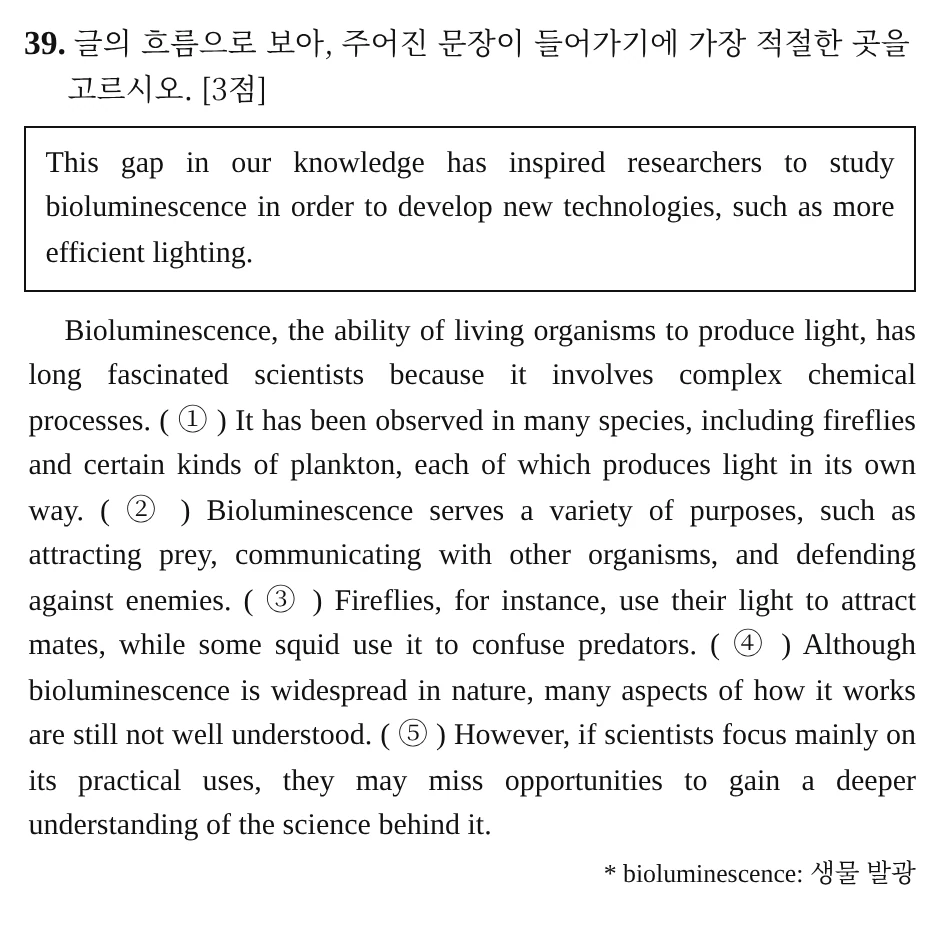 39. 글의 흐름으로 보아, 주어진 문장이 들어가기에 가장 적절한 곳을
고르시오. [3점]
This gap in our knowledge has inspired researchers to study
bioluminescence in order to develop new technologies, such as more
efficient lighting.
Bioluminescence, the ability of living organisms to produce light, has
long fascinated scientists because it involves complex chemical
processes. ( ① ) It has been observed in many species, including fireflies
and certain kinds of plankton, each of which produces light in its own
way. ( ② ) Bioluminescence serves a variety of purposes, such as
attracting prey, communicating with other organisms, and defending
against enemies. ( ③ ) Fireflies, for instance, use their light to attract
mates, while some squid use it to confuse predators. ( ④ ) Although
bioluminescence is widespread in nature, many aspects of how it works
are still not well understood. ( ⑤ ) However, if scientists focus mainly on
its practical uses, they may miss opportunities to gain a deeper
understanding of the science behind it.
* bioluminescence: 생물 발광